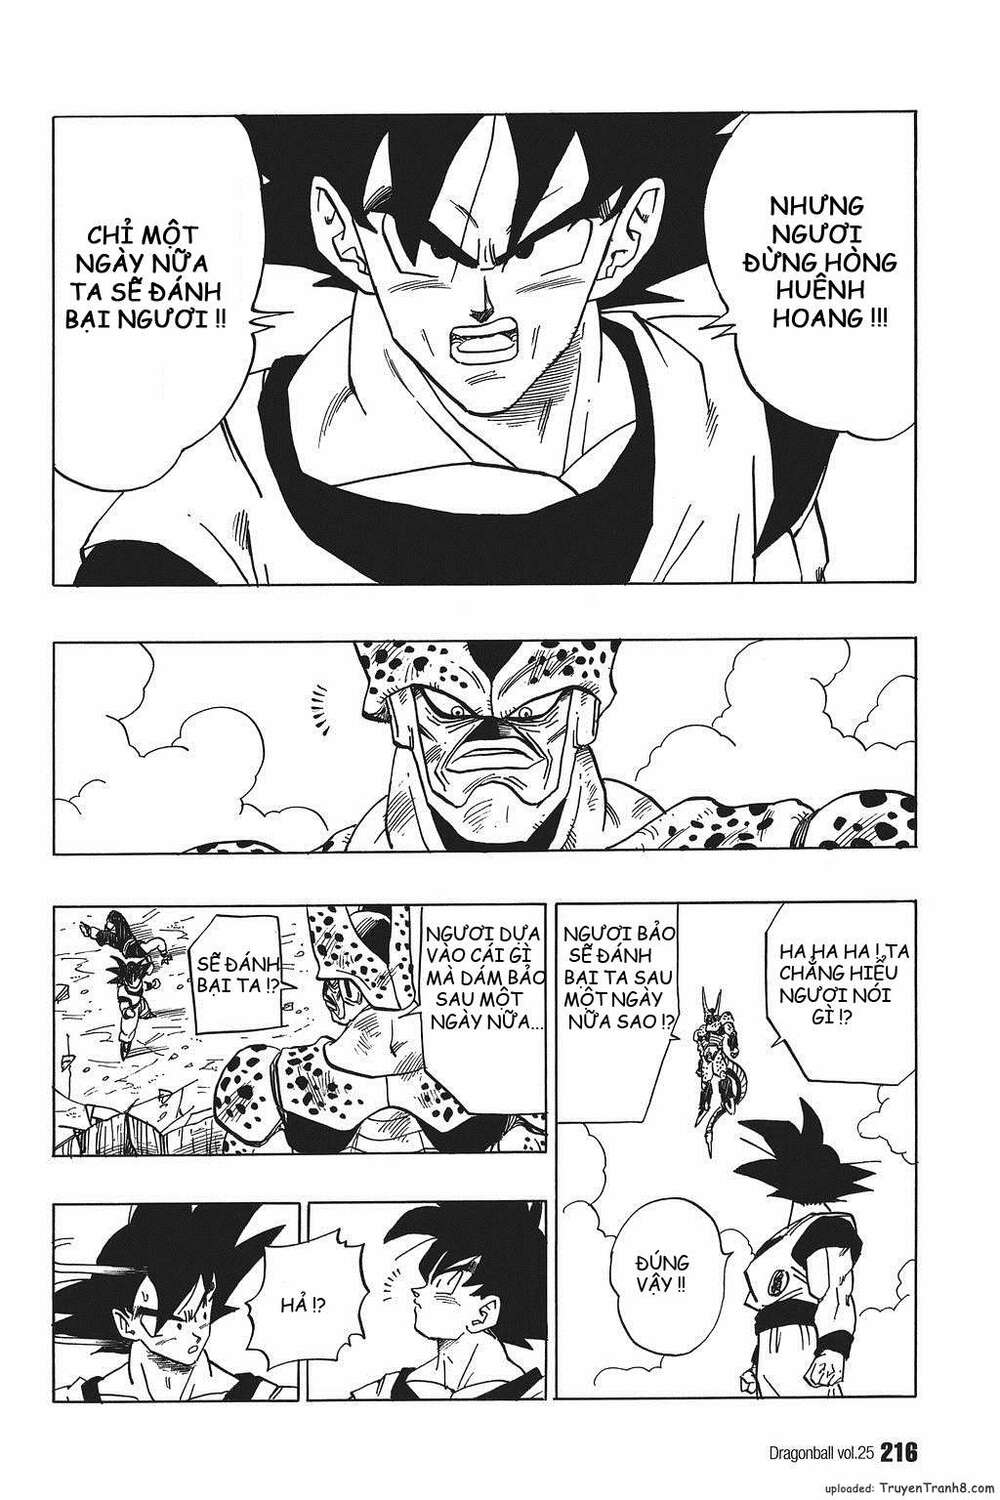 NHƯNG
NGƯƠI
ĐỪNG HÒNG
HUÊNH
HOANG !!!
CHỈ MỘT
NGÀY NỮA
TA SẼ ĐÁNH
BẠI NGƯƠI !!
HA HA HA ! TA
CHẲNG HIỂU
NGƯƠI NÓI
GÌ !?
NGƯƠI BẢO
SẼ ĐÁNH
BẠI TA SAU
MỘT NGÀY
NỮA SAO !?
ĐÚNG
VẬY !!
NGƯƠI DỰA
VÀO CÁI GÌ
MÀ DÁM BẢO
SAU MỘT
NGÀY NỮA...
SẼ ĐÁNH
BẠI TA !?
HẢ !?
Dragonball vol.25 216
uploaded: TruyenTranh8.com